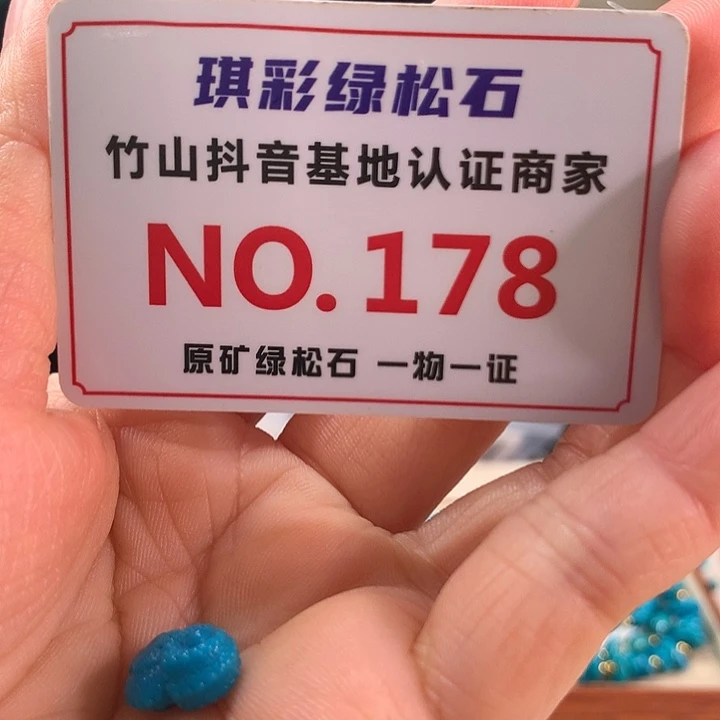 琪彩绿松石
竹山抖音基地认证商家
NO.178
原矿绿松石 一物一证